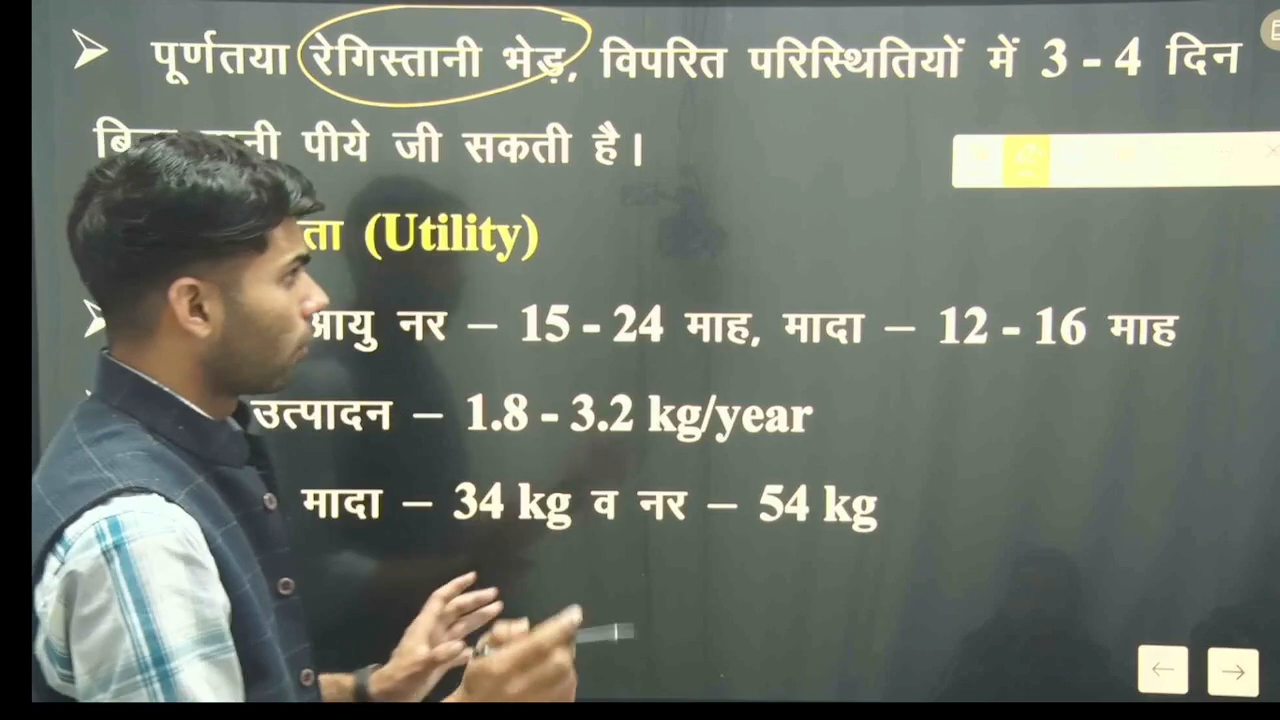 पूर्णतया रेगिस्तानी भेड़, विपरित परिस्थितियों में 3 - 4 दिन
पीये जी सकती है।
(Utility)
आयु नर – 15 - 24 माह, मादा – 12 - 16 माह
उत्पादन – 1.8 - 3.2 kg/year
मादा – 34 kg व नर – 54 kg